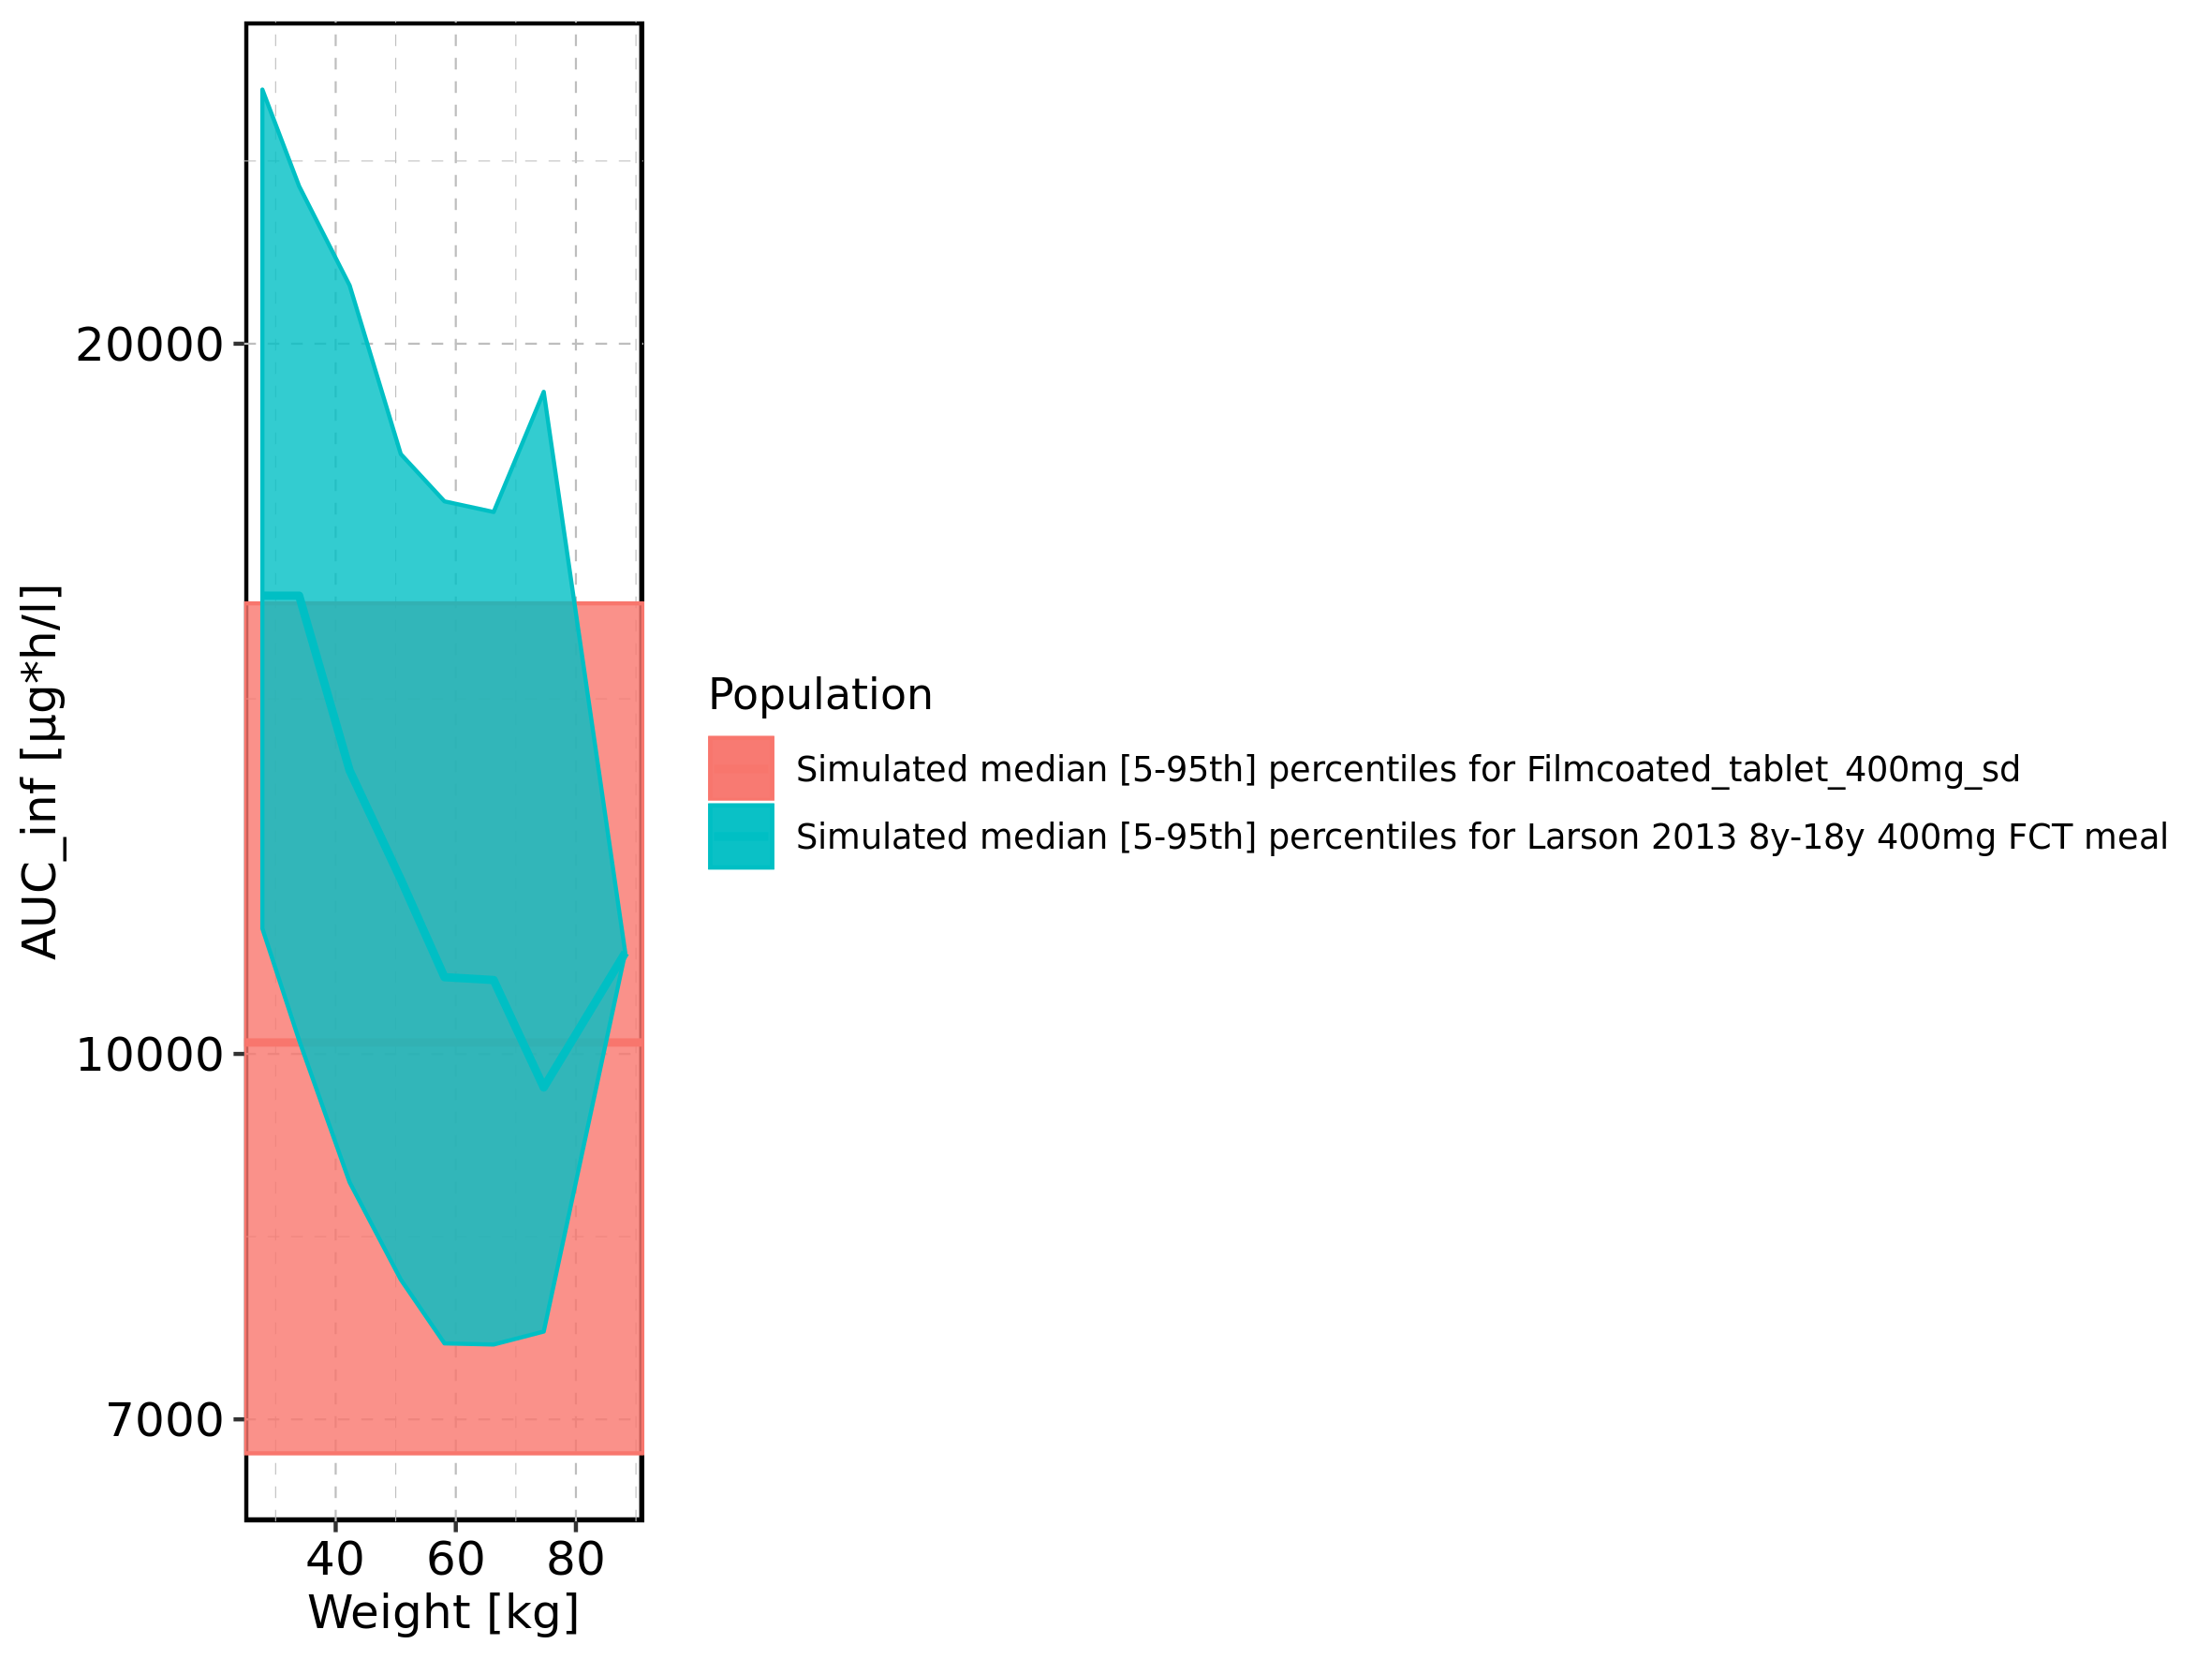 AUC_inf [µg*h/l]
20000
10000
7000
40 60 80
Weight [kg]
Population
Simulated median [5-95th] percentiles for Filmcoated_tablet_400mg_sd
Simulated median [5-95th] percentiles for Larson 2013 8y-18y 400mg FCT meal